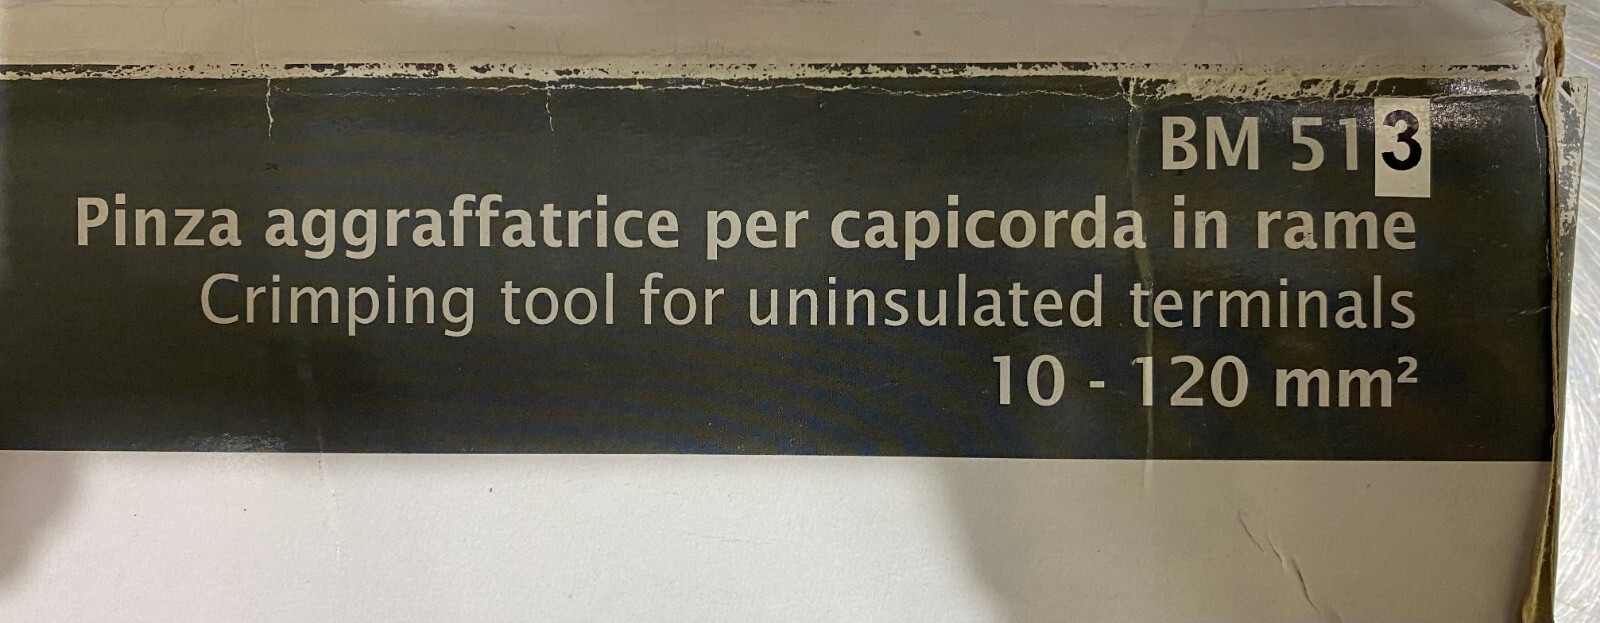 BM 513
Pinza aggraffatrice per capicorda in rame
Crimping tool for uninsulated terminals
10 - 120 mm²